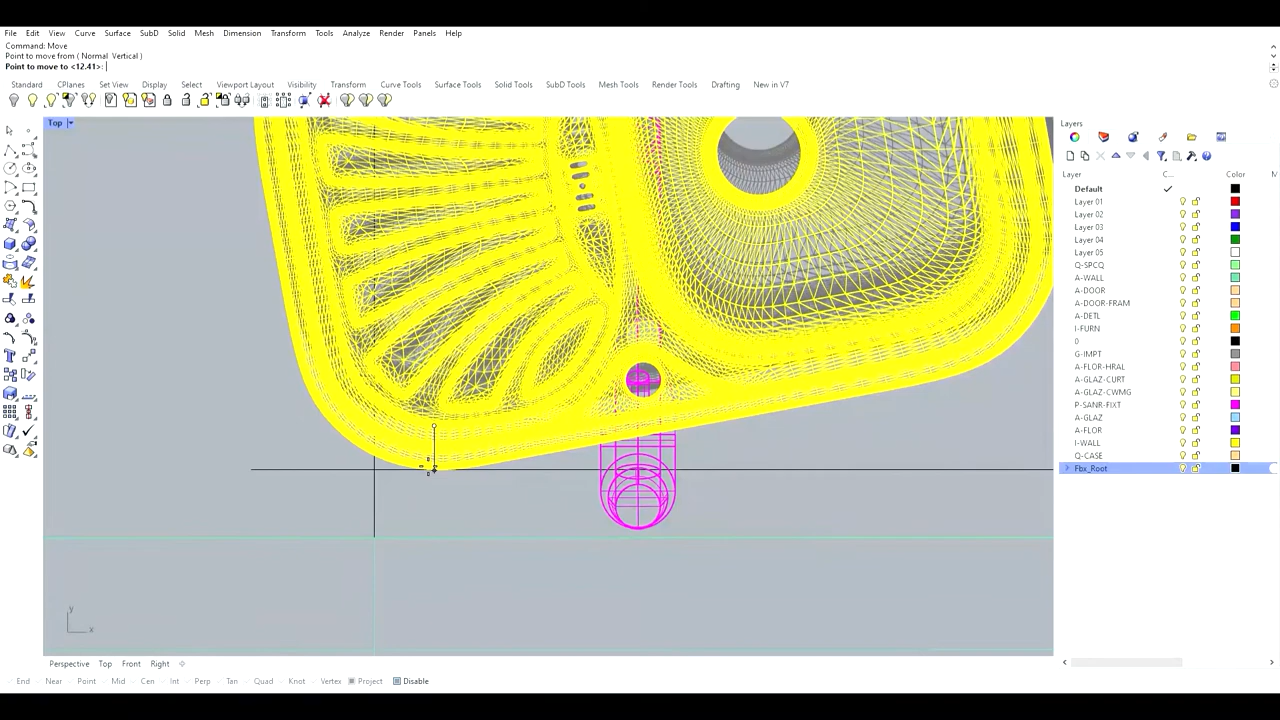 File Edit View Curve Surface SubD Solid Mesh Dimension Transform Tools Analyze Render Panels Help
Command: Move
Point to move from ( Normal Vertical )
Point to move to <12.41>:
Standard CPlanes Set View Display Select Viewport Layout Visibility Transform Curve Tools Surface Tools Solid Tools SubD Tools Mesh Tools Render Tools Drafting New in V7
Top
Layers
Layer C... Color M
Default
Layer 01
Layer 02
Layer 03
Layer 04
Layer 05
Q-SPCQ
A-WALL
A-DOOR
A-DOOR-FRAM
A-DETL
I-FURN
0
G-IMPT
A-FLOR-HRAL
A-GLAZ-CURT
A-GLAZ-CWMG
P-SANR-FIXT
A-GLAZ
A-FLOR
I-WALL
Q-CASE
Fbx_Root
y
x
Perspective Top Front Right
End Near Point Mid Cen Int Perp Tan Quad Knot Vertex Project Disable